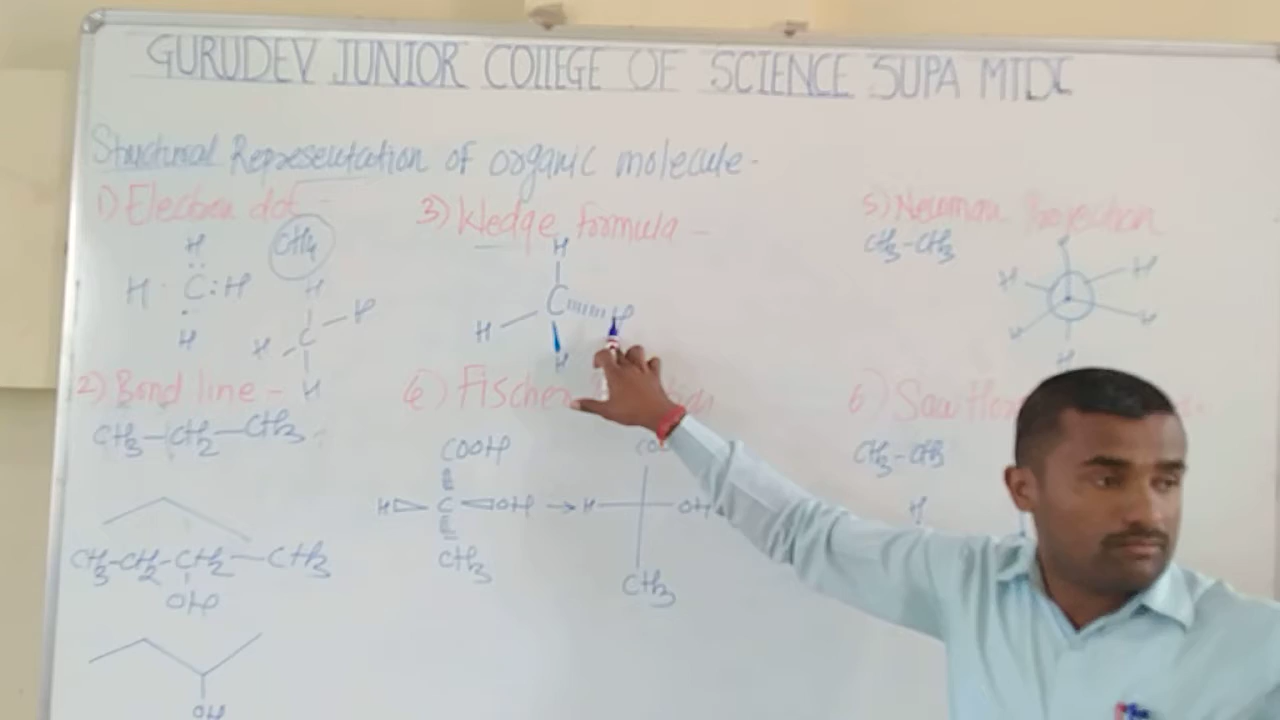 GURUDEV JUNIOR COllEGE OF SCIENCE SUPA MIDC
Structural Representation of organic molecule-
1) Electron dot -
CH4
H
H C:H
H
H
C
H
H
H
2) Bond line -
CH3-CH2-CH3
CH3-CH2-CH2-CH3
OH
OH
3) Wedge formula -
H
C
H
H
H
6) Fischer
COOH
H C OH → H OH
CH3
CH3
5) Newman Projection
CH3-CH3
H
H
H
H
H
6)
CH3-CH3
H